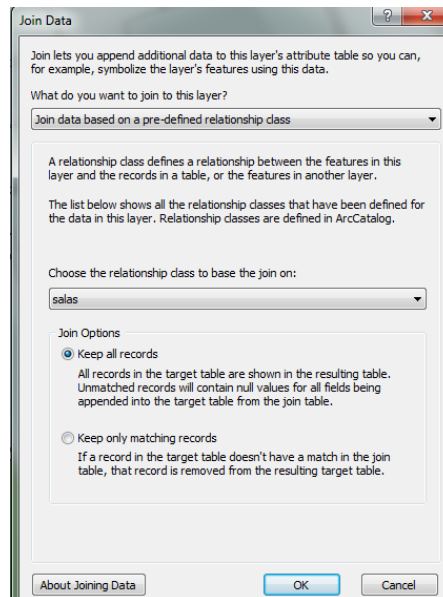 Join Data
Join lets you append additional data to this layer's attribute table so you can,
for example, symbolize the layer's features using this data.
What do you want to join to this layer?
Join data based on a pre-defined relationship class
A relationship class defines a relationship between the features in this
layer and the records in a table, or the features in another layer.
The list below shows all the relationship classes that have been defined for
the data in this layer. Relationship classes are defined in ArcCatalog.
Choose the relationship class to base the join on:
salas
Join Options
Keep all records
All records in the target table are shown in the resulting table.
Unmatched records will contain null values for all fields being
appended into the target table from the join table.
Keep only matching records
If a record in the target table doesn't have a match in the join
table, that record is removed from the resulting target table.
About Joining Data
OK
Cancel